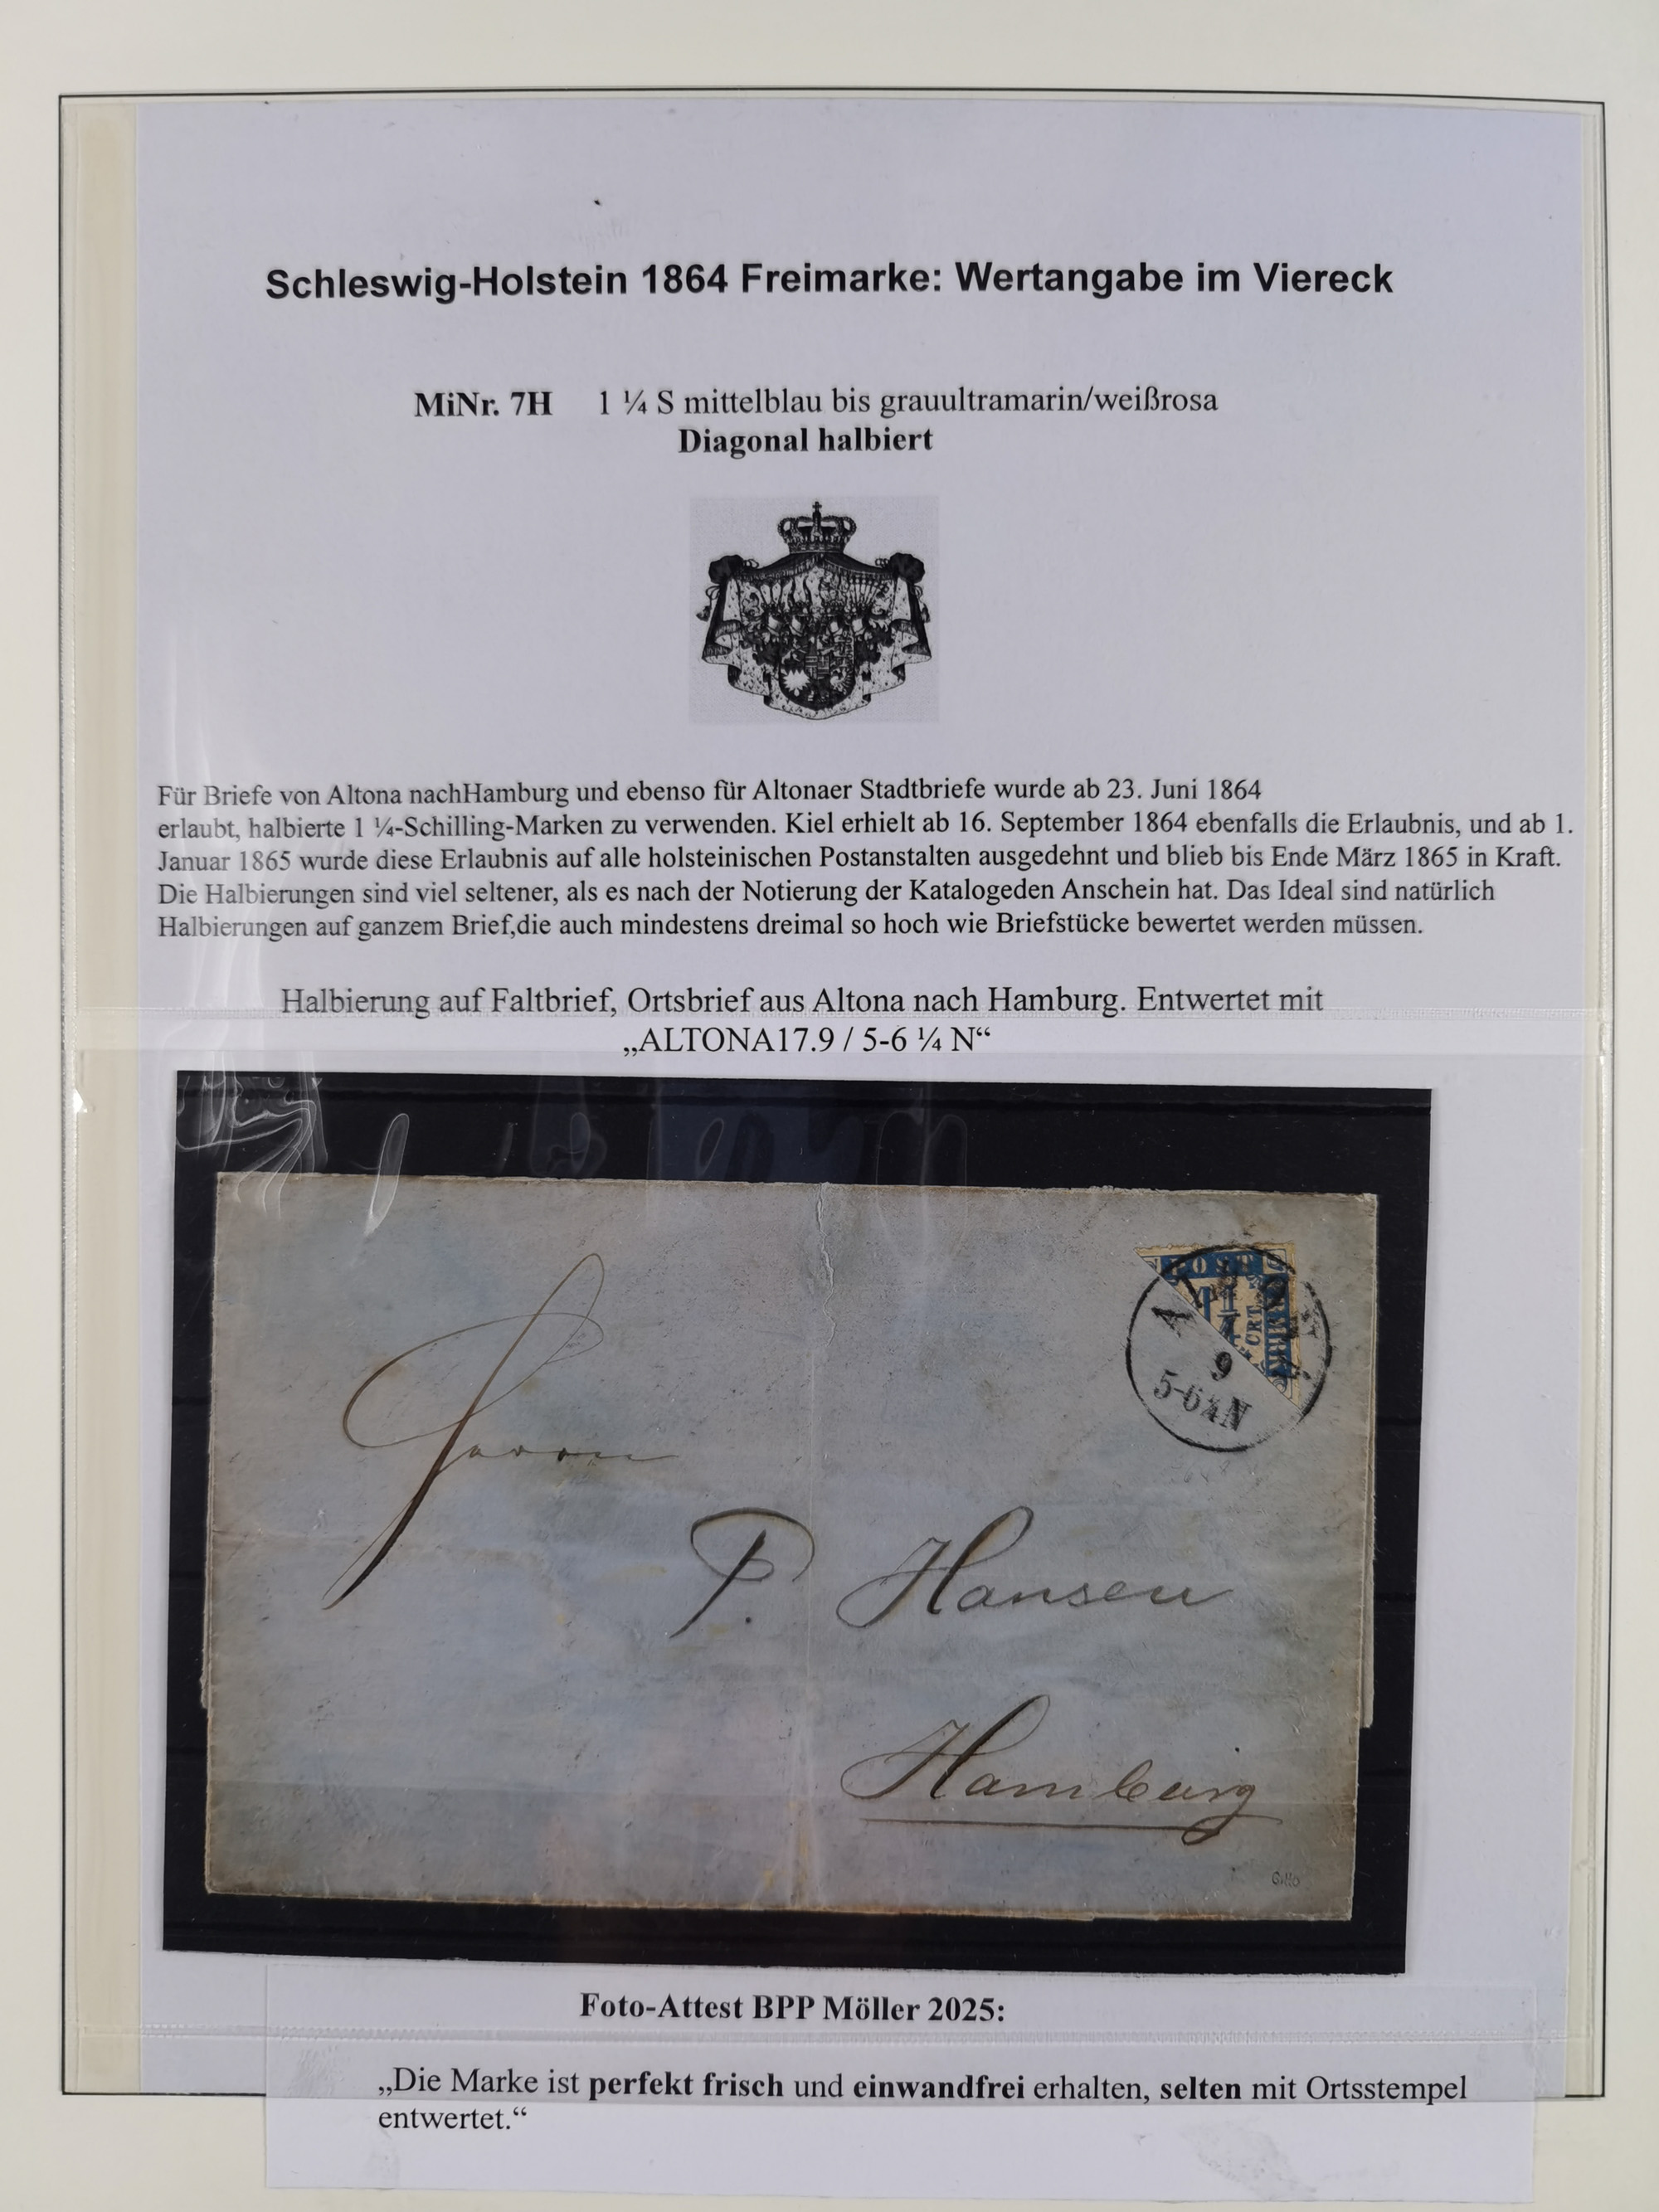 Schleswig-Holstein 1864 Freimarke: Wertangabe im Viereck
MiNr. 7H 1 ¼ S mittelblau bis grauultramarin/weißrosa
Diagonal halbiert
Für Briefe von Altona nachHamburg und ebenso für Altonaer Stadtbriefe wurde ab 23. Juni 1864
erlaubt, halbierte 1 ¼-Schilling-Marken zu verwenden. Kiel erhielt ab 16. September 1864 ebenfalls die Erlaubnis, und ab 1.
Januar 1865 wurde diese Erlaubnis auf alle holsteinischen Postanstalten ausgedehnt und blieb bis Ende März 1865 in Kraft.
Die Halbierungen sind viel seltener, als es nach der Notierung der Katalogeden Anschein hat. Das Ideal sind natürlich
Halbierungen auf ganzem Brief,die auch mindestens dreimal so hoch wie Briefstücke bewertet werden müssen.
Halbierung auf Faltbrief, Ortsbrief aus Altona nach Hamburg. Entwertet mit
„ALTONA17.9 / 5-6 ¼ N“
POST
1 1/4
CRT.
9
5-6¼N
Herrn
P. Hansen
Hamburg
Foto-Attest BPP Möller 2025:
„Die Marke ist perfekt frisch und einwandfrei erhalten, selten mit Ortsstempel
entwertet.“